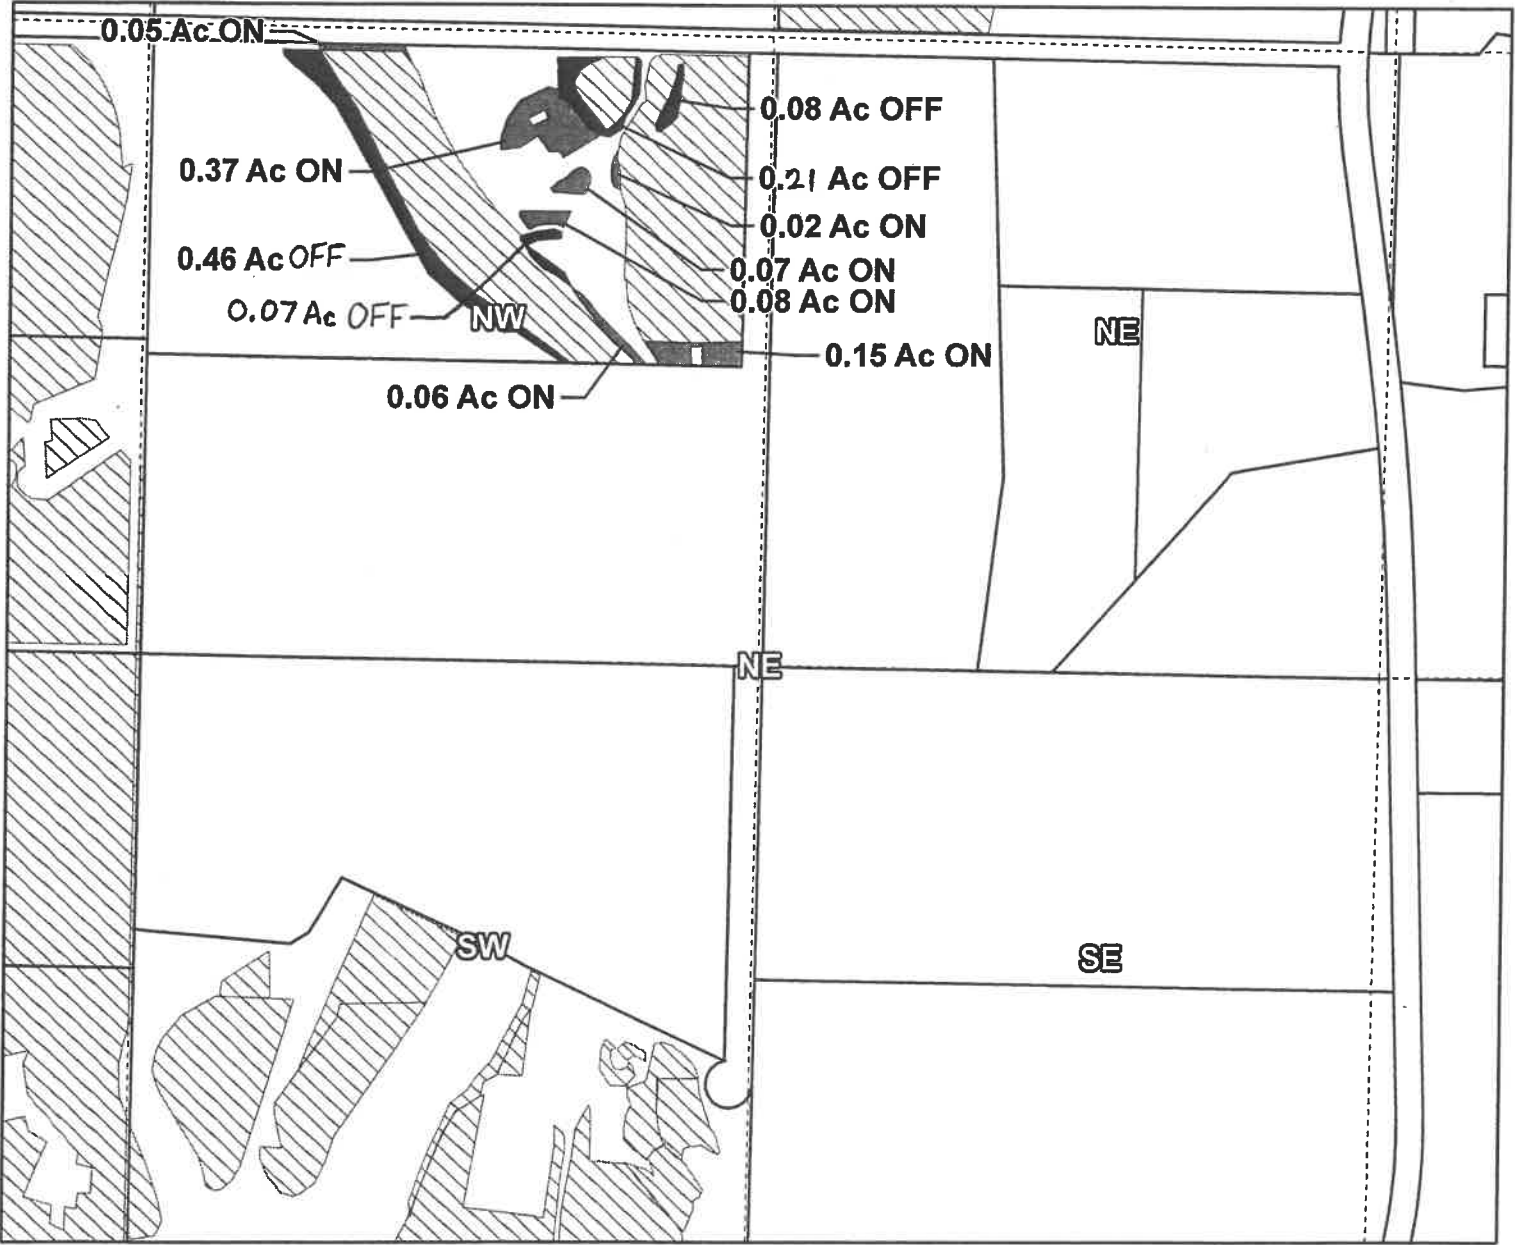 0.05 Ac ON
0.08 Ac OFF
0.37 Ac ON
0.21 Ac OFF
0.02 Ac ON
0.46 Ac OFF
0.07 Ac ON
0.08 Ac ON
0.07 Ac OFF
NW
NE
0.15 Ac ON
0.06 Ac ON
NE
SW
SE